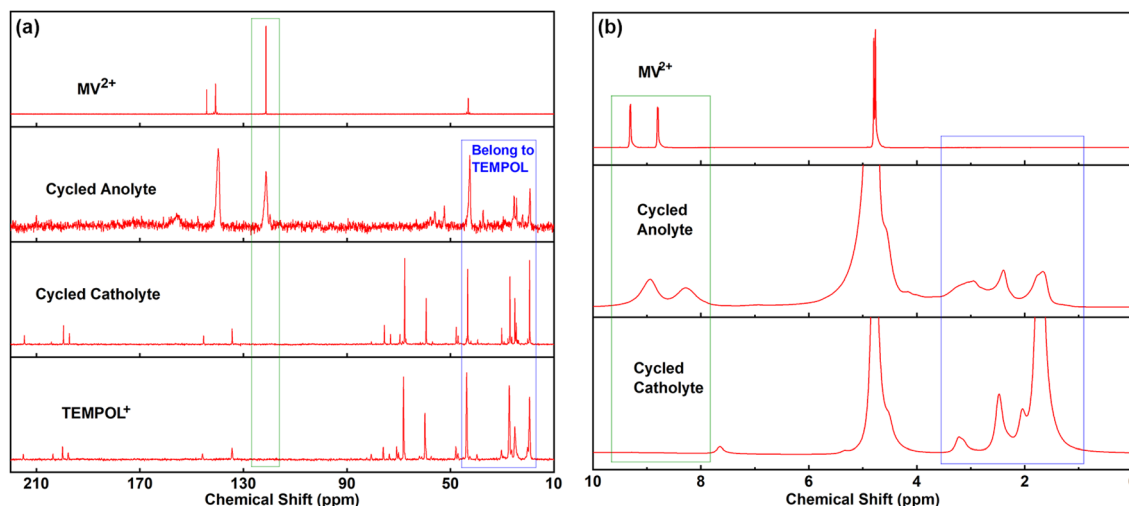 (a)
MV2+
Belong to
TEMPOL
Cycled Anolyte
Cycled Catholyte
TEMPOL+
210 170 130 90 50 10
Chemical Shift (ppm)
(b)
MV2+
Cycled
Anolyte
Cycled
Catholyte
10 8 6 4 2
Chemical Shift (ppm)